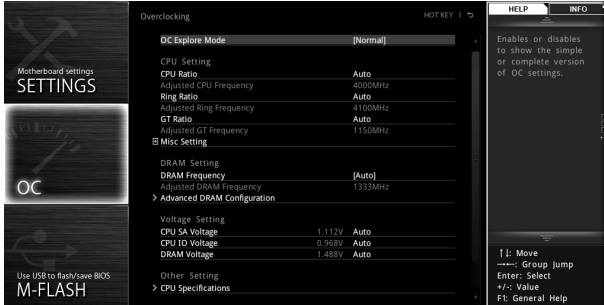 Overclocking
HOT KEY | ↰
HELP
INFO
Motherboard settings
SETTINGS
OC
Use USB to flash/save BIOS
M-FLASH
OC Explore Mode [Normal]
CPU Setting
CPU Ratio Auto
Adjusted CPU Frequency 4000MHz
Ring Ratio Auto
Adjusted Ring Frequency 4100MHz
GT Ratio Auto
Adjusted GT Frequency 1150MHz
Misc Setting
DRAM Setting
DRAM Frequency [Auto]
Adjusted DRAM Frequency 1333MHz
> Advanced DRAM Configuration
Voltage Setting
CPU SA Voltage 1.112V Auto
CPU IO Voltage 0.968V Auto
DRAM Voltage 1.488V Auto
Other Setting
> CPU Specifications
Enables or disables
to show the simple
or complete version
of OC settings.
↑↓: Move
→←: Group Jump
Enter: Select
+/-: Value
F1: General Help